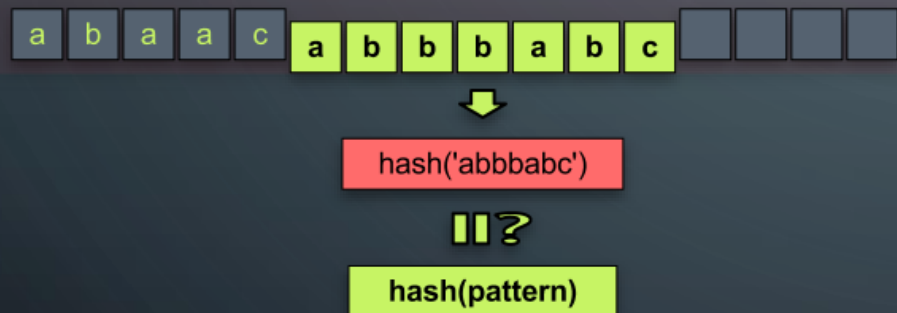 a b a a c a b b b a b c
hash('abbbabc')
=?
hash(pattern)